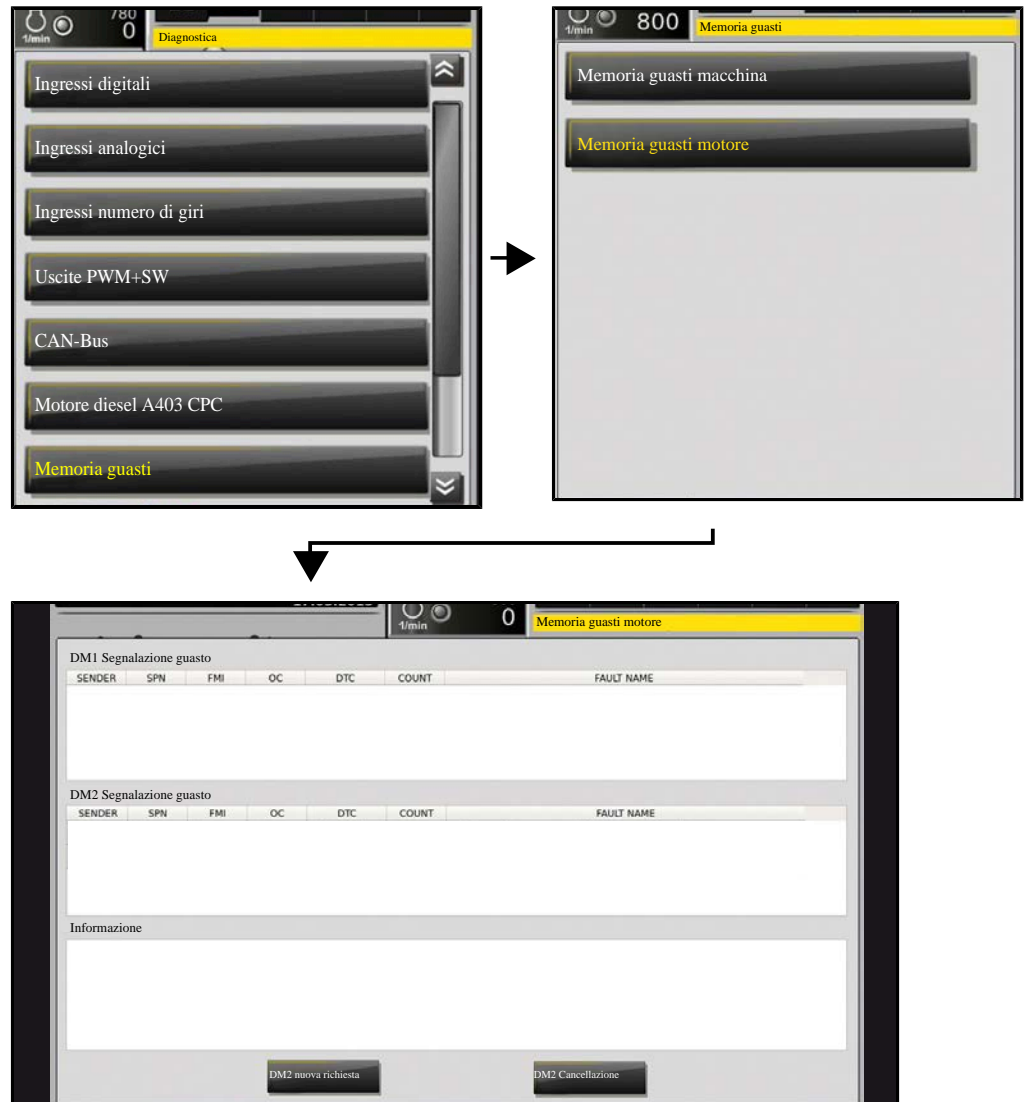 1/min
780
0
Diagnostica
Ingressi digitali
Ingressi analogici
Ingressi numero di giri
Uscite PWM+SW
CAN-Bus
Motore diesel A403 CPC
Memoria guasti
1/min
800
Memoria guasti
Memoria guasti macchina
Memoria guasti motore
1/min
0
Memoria guasti motore
DM1 Segnalazione guasto
SENDER SPN FMI OC DTC COUNT FAULT NAME
DM2 Segnalazione guasto
SENDER SPN FMI OC DTC COUNT FAULT NAME
Informazione
DM2 nuova richiesta
DM2 Cancellazione